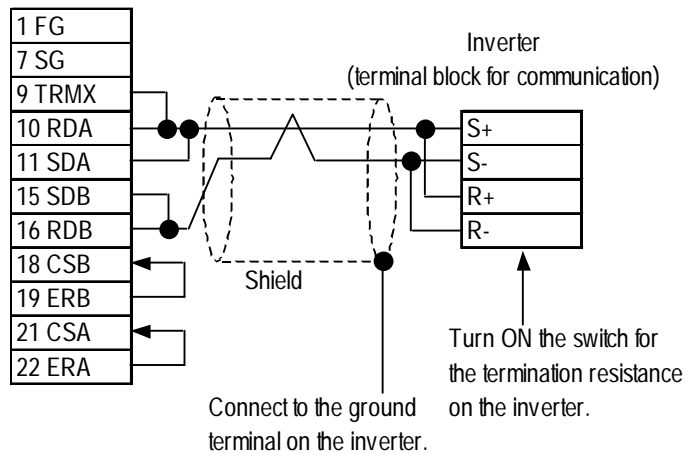 1 FG
7 SG
9 TRMX
10 RDA
11 SDA
15 SDB
16 RDB
18 CSB
19 ERB
21 CSA
22 ERA
Shield
Inverter
(terminal block for communication)
S+
S-
R+
R-
Connect to the ground
terminal on the inverter.
Turn ON the switch for
the termination resistance
on the inverter.